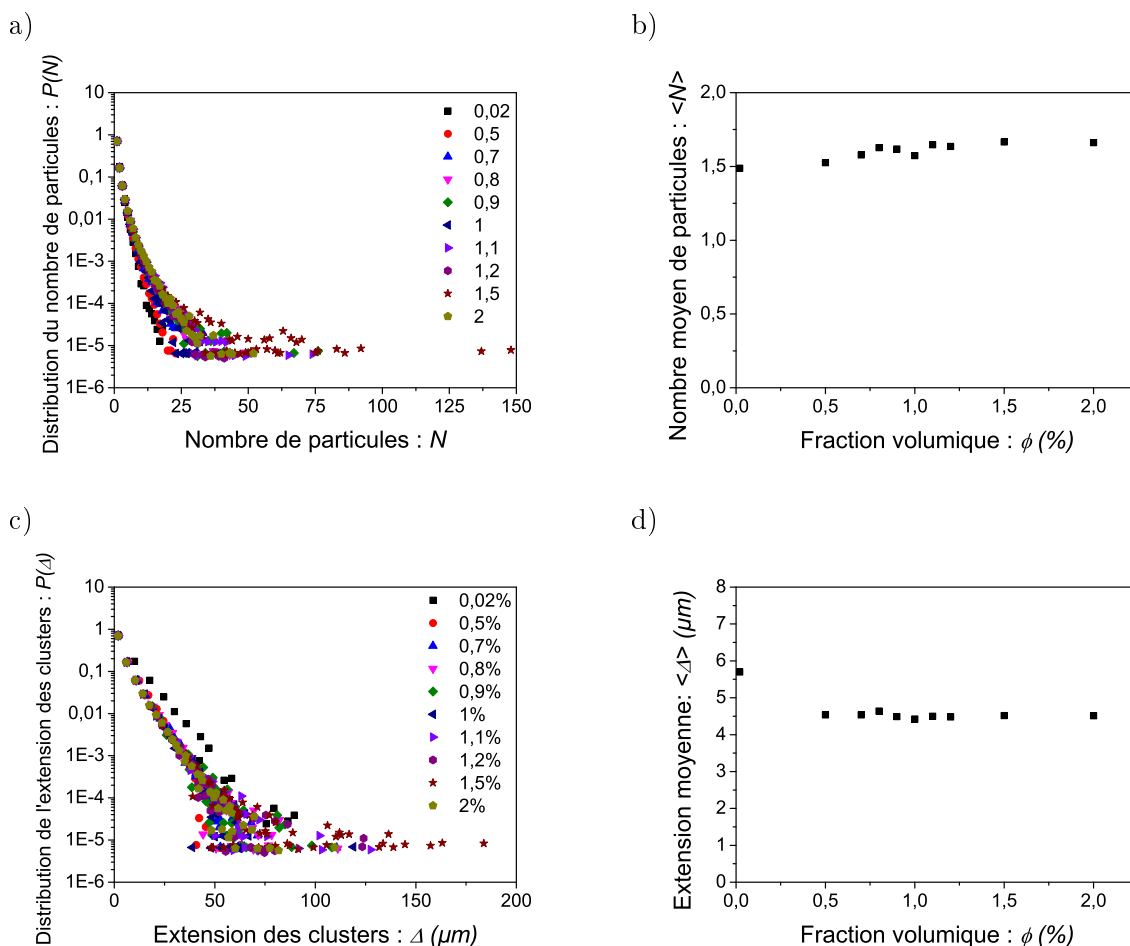 a)
Distribution du nombre de particules : P(N)
10
1
0,1
0,01
1E-3
1E-4
1E-5
1E-6
0 25 50 75 100 125 150
Nombre de particules : N
0,02
0,5
0,7
0,8
0,9
1
1,1
1,2
1,5
2
b)
Nombre moyen de particules : <N>
2,0
1,5
1,0
0,5
0,0
0,0 0,5 1,0 1,5 2,0
Fraction volumique : ϕ (%)
c)
Distribution de l'extension des clusters : P(Δ)
10
1
0,1
0,01
1E-3
1E-4
1E-5
1E-6
0 50 100 150 200
Extension des clusters : Δ (µm)
0,02%
0,5%
0,7%
0,8%
0,9%
1%
1,1%
1,2%
1,5%
2%
d)
Extension moyenne: <Δ> (µm)
8
7
6
5
4
3
2
1
0
0,0 0,5 1,0 1,5 2,0
Fraction volumique : ϕ (%)